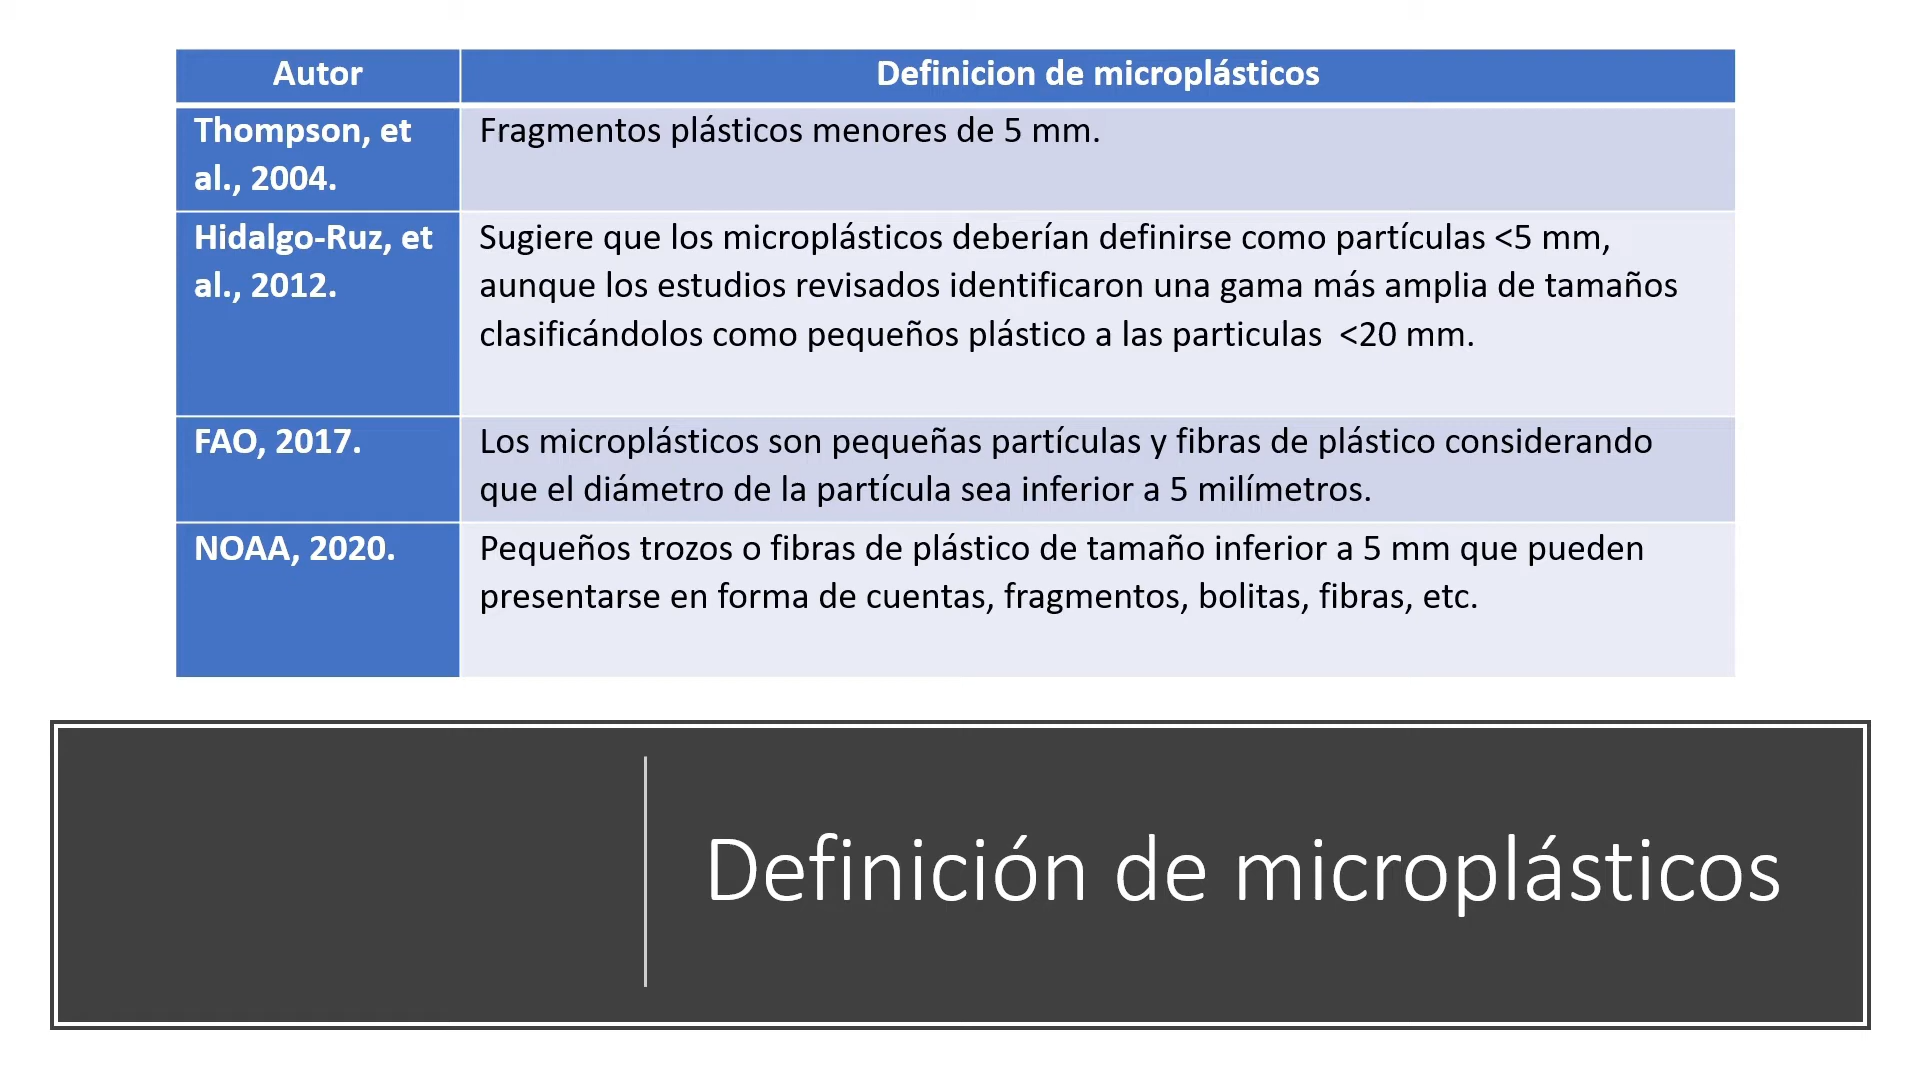 Autor
Definicion de microplásticos
Thompson, et
al., 2004.
Fragmentos plásticos menores de 5 mm.
Hidalgo-Ruz, et
al., 2012.
Sugiere que los microplásticos deberían definirse como partículas <5 mm,
aunque los estudios revisados identificaron una gama más amplia de tamaños
clasificándolos como pequeños plástico a las particulas  <20 mm.
FAO, 2017.
Los microplásticos son pequeñas partículas y fibras de plástico considerando
que el diámetro de la partícula sea inferior a 5 milímetros.
NOAA, 2020.
Pequeños trozos o fibras de plástico de tamaño inferior a 5 mm que pueden
presentarse en forma de cuentas, fragmentos, bolitas, fibras, etc.
Definición de microplásticos